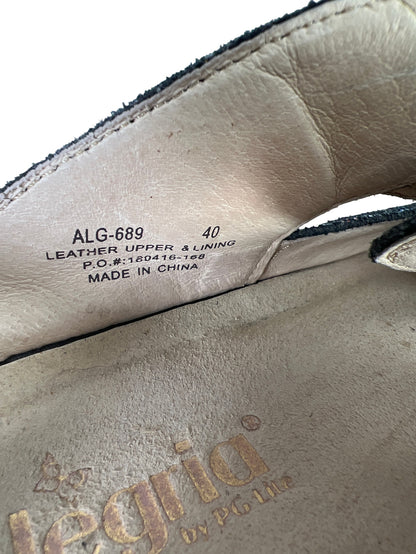 ALG-689 40
LEATHER UPPER & LINING
P.O.#:180416-168
MADE IN CHINA
legria®
by PG Lite